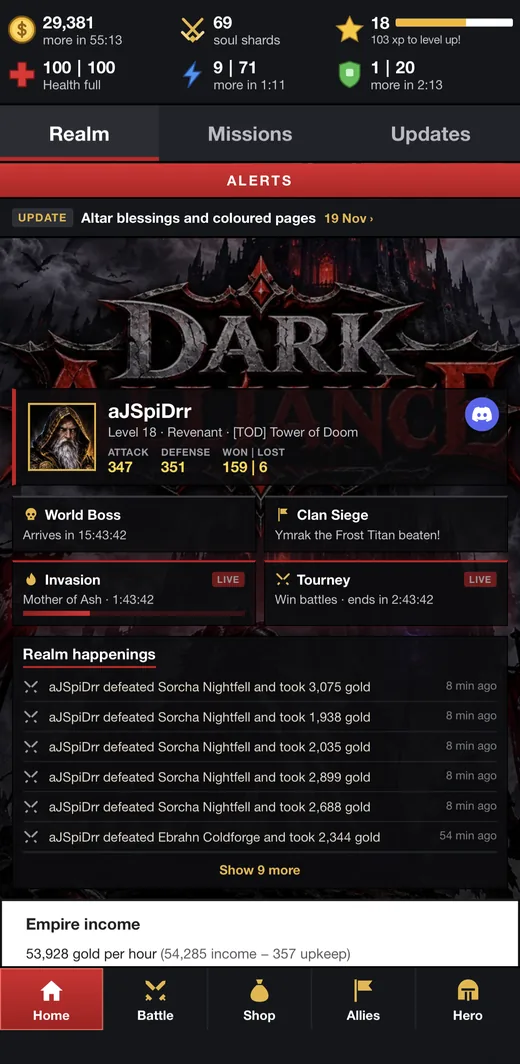 29,381
more in 55:13
69
soul shards
18
103 xp to level up!
100 | 100
Health full
9 | 71
more in 1:11
1 | 20
more in 2:13
Realm
Missions
Updates
ALERTS
UPDATE Altar blessings and coloured pages 19 Nov ›
DARK
ALLIANCE
aJSpiDrr
Level 18 · Revenant · [TOD] Tower of Doom
ATTACK DEFENSE WON | LOST
347 351 159 | 6
World Boss
Arrives in 15:43:42
Clan Siege
Ymrak the Frost Titan beaten!
Invasion LIVE
Mother of Ash · 1:43:42
Tourney LIVE
Win battles · ends in 2:43:42
Realm happenings
aJSpiDrr defeated Sorcha Nightfell and took 3,075 gold 8 min ago
aJSpiDrr defeated Sorcha Nightfell and took 1,938 gold 8 min ago
aJSpiDrr defeated Sorcha Nightfell and took 2,035 gold 8 min ago
aJSpiDrr defeated Sorcha Nightfell and took 2,899 gold 8 min ago
aJSpiDrr defeated Sorcha Nightfell and took 2,688 gold 8 min ago
aJSpiDrr defeated Ebrahn Coldforge and took 2,344 gold 54 min ago
Show 9 more
Empire income
53,928 gold per hour (54,285 income – 357 upkeep)
Home
Battle
Shop
Allies
Hero